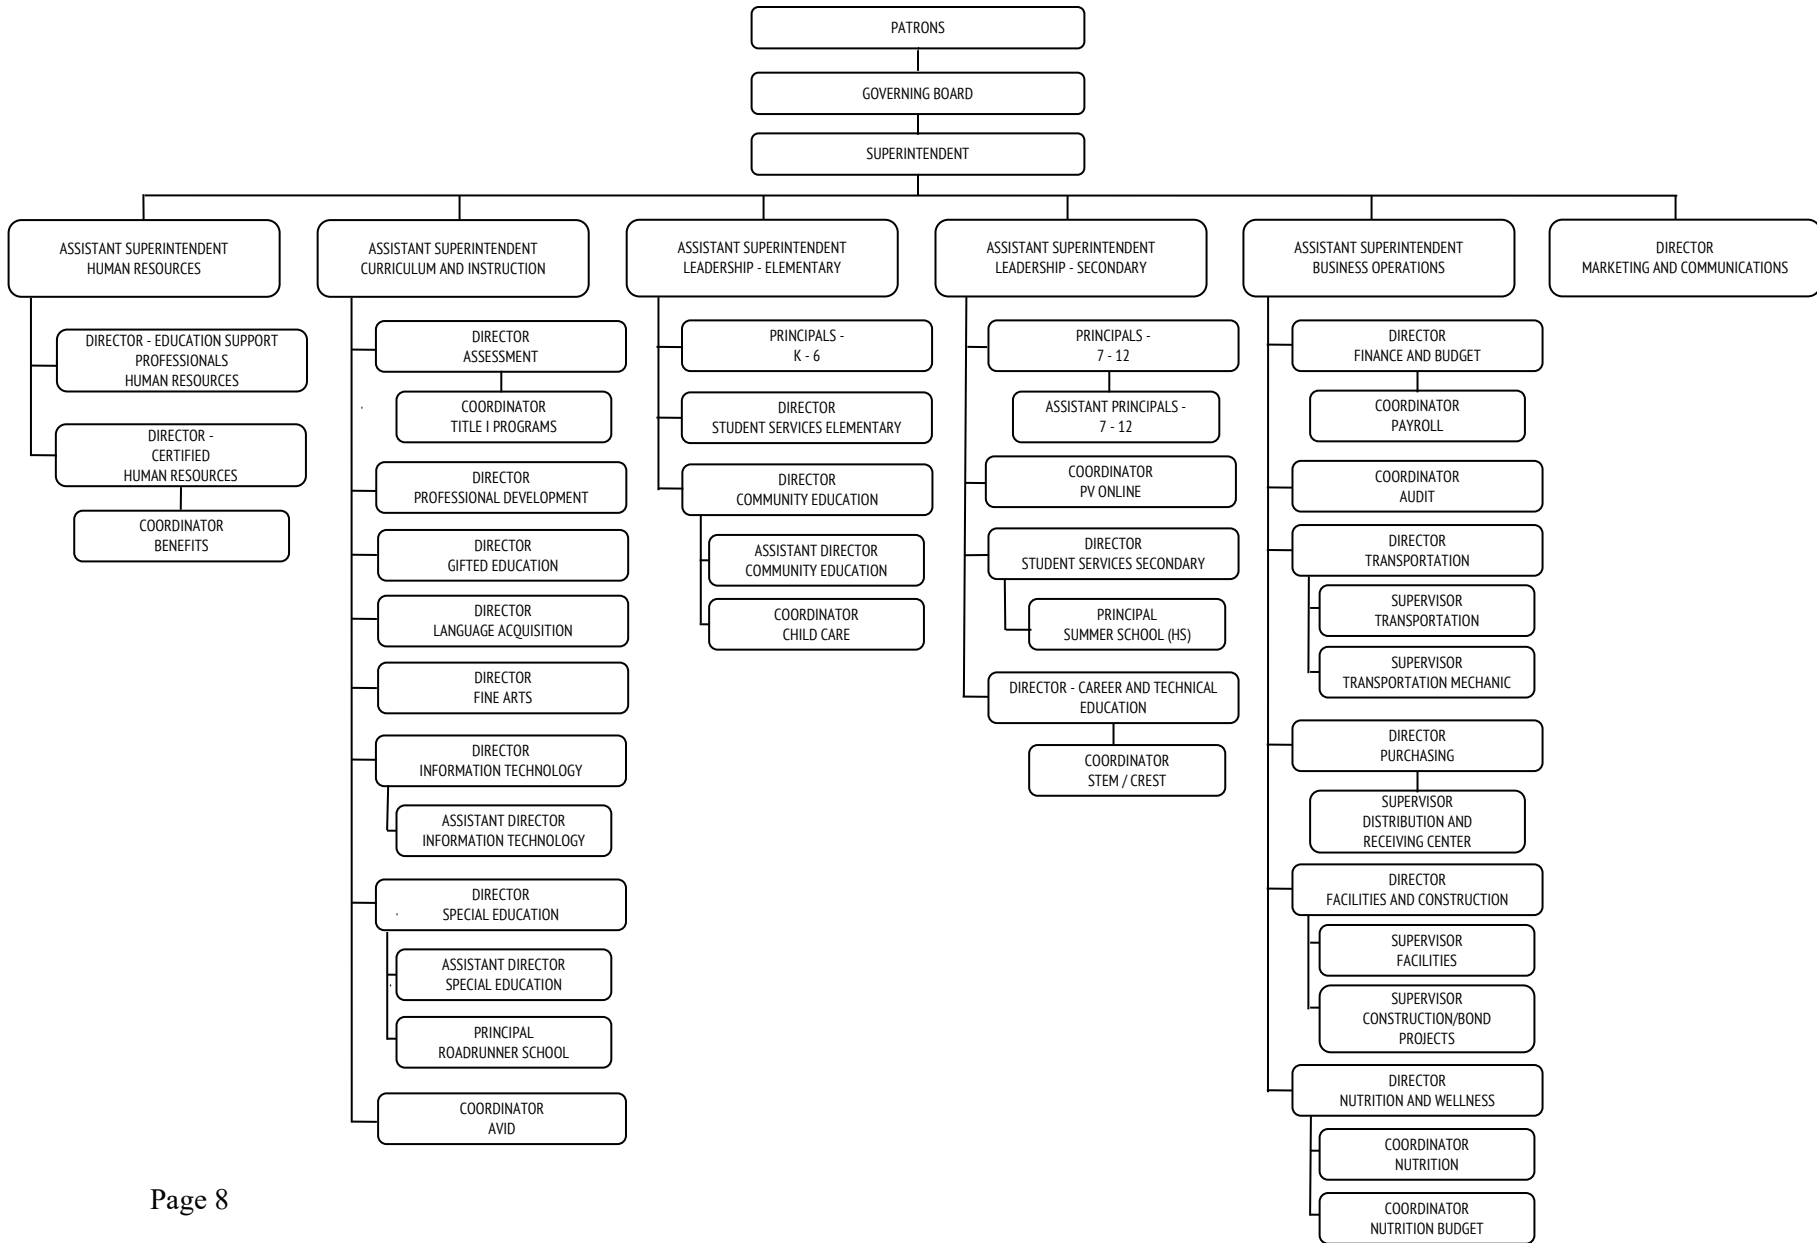 PATRONS
GOVERNING BOARD
SUPERINTENDENT
ASSISTANT SUPERINTENDENT
HUMAN RESOURCES
DIRECTOR - EDUCATION SUPPORT
PROFESSIONALS
HUMAN RESOURCES
DIRECTOR -
CERTIFIED
HUMAN RESOURCES
COORDINATOR
BENEFITS
ASSISTANT SUPERINTENDENT
CURRICULUM AND INSTRUCTION
DIRECTOR
ASSESSMENT
COORDINATOR
TITLE I PROGRAMS
DIRECTOR
PROFESSIONAL DEVELOPMENT
DIRECTOR
GIFTED EDUCATION
DIRECTOR
LANGUAGE ACQUISITION
DIRECTOR
FINE ARTS
DIRECTOR
INFORMATION TECHNOLOGY
ASSISTANT DIRECTOR
INFORMATION TECHNOLOGY
DIRECTOR
SPECIAL EDUCATION
ASSISTANT DIRECTOR
SPECIAL EDUCATION
PRINCIPAL
ROADRUNNER SCHOOL
COORDINATOR
AVID
ASSISTANT SUPERINTENDENT
LEADERSHIP - ELEMENTARY
PRINCIPALS -
K - 6
DIRECTOR
STUDENT SERVICES ELEMENTARY
DIRECTOR
COMMUNITY EDUCATION
ASSISTANT DIRECTOR
COMMUNITY EDUCATION
COORDINATOR
CHILD CARE
ASSISTANT SUPERINTENDENT
LEADERSHIP - SECONDARY
PRINCIPALS -
7 - 12
ASSISTANT PRINCIPALS -
7 - 12
COORDINATOR
PV ONLINE
DIRECTOR
STUDENT SERVICES SECONDARY
PRINCIPAL
SUMMER SCHOOL (HS)
DIRECTOR - CAREER AND TECHNICAL
EDUCATION
COORDINATOR
STEM / CREST
ASSISTANT SUPERINTENDENT
BUSINESS OPERATIONS
DIRECTOR
FINANCE AND BUDGET
COORDINATOR
PAYROLL
COORDINATOR
AUDIT
DIRECTOR
TRANSPORTATION
SUPERVISOR
TRANSPORTATION
SUPERVISOR
TRANSPORTATION MECHANIC
DIRECTOR
PURCHASING
SUPERVISOR
DISTRIBUTION AND
RECEIVING CENTER
DIRECTOR
FACILITIES AND CONSTRUCTION
SUPERVISOR
FACILITIES
SUPERVISOR
CONSTRUCTION/BOND
PROJECTS
DIRECTOR
NUTRITION AND WELLNESS
COORDINATOR
NUTRITION
COORDINATOR
NUTRITION BUDGET
DIRECTOR
MARKETING AND COMMUNICATIONS
Page 8